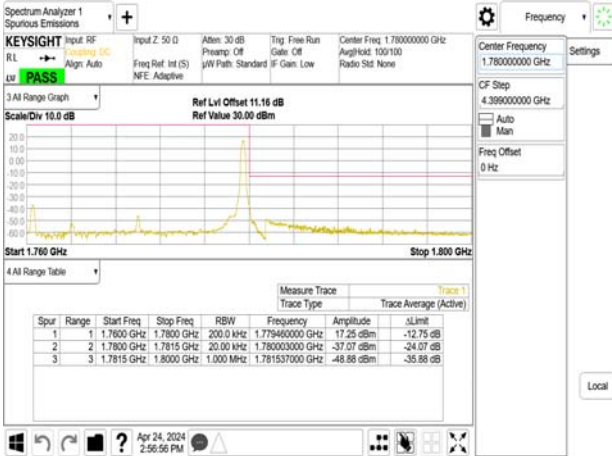 Spectrum Analyzer 1
Spurious Emissions
Frequency
KEYSIGHT
RL
LW
PASS
Input: RF
Coupling: DC
Align: Auto
Input Z: 50 Ω
Freq Ref: Int (S)
NFE: Adaptive
Atten: 30 dB
Preamp: Off
µW Path: Standard
Trig: Free Run
Gate: Off
IF Gain: Low
Center Freq: 1.780000000 GHz
Avg|Hold: 100/100
Radio Std: None
Center Frequency
1.780000000 GHz
Settings
CF Step
4.399000000 GHz
Auto
Man
Freq Offset
0 Hz
3 All Range Graph
Scale/Div 10.0 dB
Ref Lvl Offset 11.16 dB
Ref Value 30.00 dBm
20.0
10.0
0.00
-10.0
-20.0
-30.0
-40.0
-50.0
-60.0
Start 1.760 GHz
Stop 1.800 GHz
4 All Range Table
Measure Trace Trace 1
Trace Type Trace Average (Active)
Spur Range Start Freq Stop Freq RBW Frequency Amplitude ΔLimit
1 1 1.7600 GHz 1.7800 GHz 200.0 kHz 1.779460000 GHz 17.25 dBm -12.75 dB
2 2 1.7800 GHz 1.7815 GHz 20.00 kHz 1.780003000 GHz -37.07 dBm -24.07 dB
3 3 1.7815 GHz 1.8000 GHz 1.000 MHz 1.781537000 GHz -48.88 dBm -35.88 dB
Local
Apr 24, 2024
2:56:56 PM